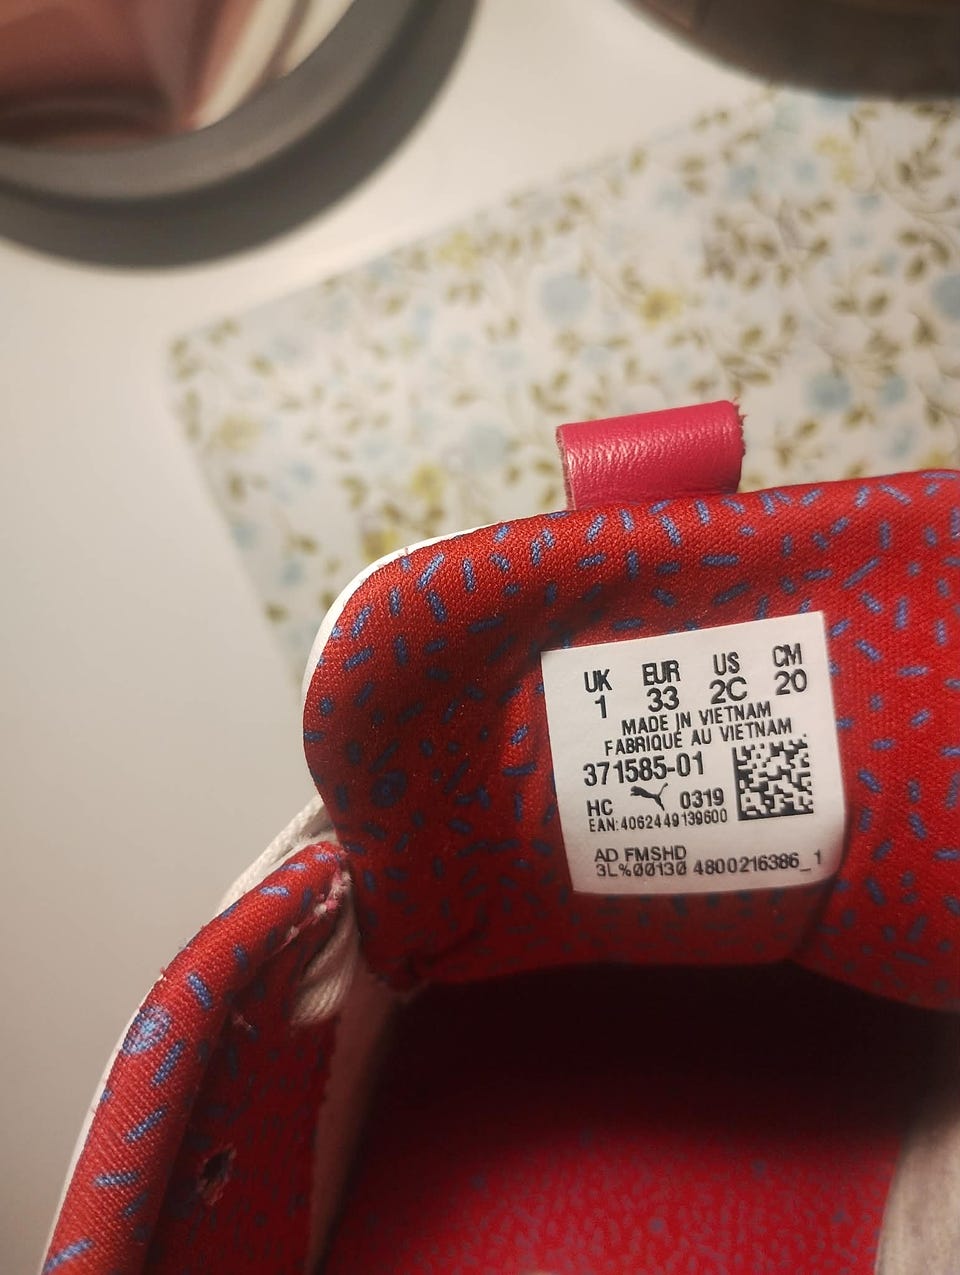 UK EUR US CM
1 33 2C 20
MADE IN VIETNAM
FABRIQUÉ AU VIETNAM
371585-01
HC 0319
EAN:4062449139600
AD FMSHD
3L%00130 4800216386_1